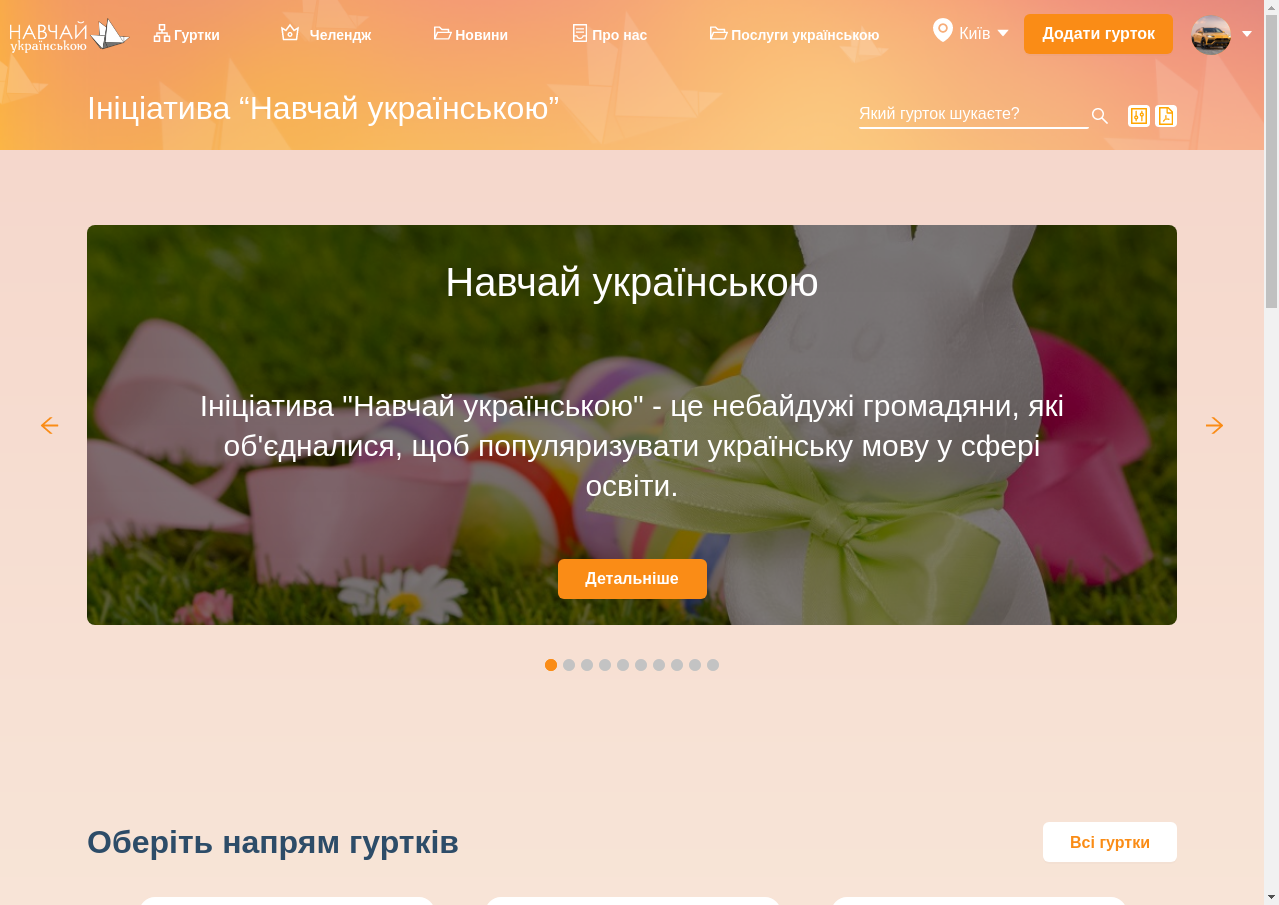 НАВЧАЙ
українською
Гуртки
Челендж
Новини
Про нас
Послуги українською
Київ
Додати гурток
Ініціатива “Навчай українською”
Який гурток шукаєте?
Навчай українською
Ініціатива "Навчай українською" - це небайдужі громадяни, які
об'єдналися, щоб популяризувати українську мову у сфері
освіти.
Детальніше
Оберіть напрям гуртків
Всі гуртки